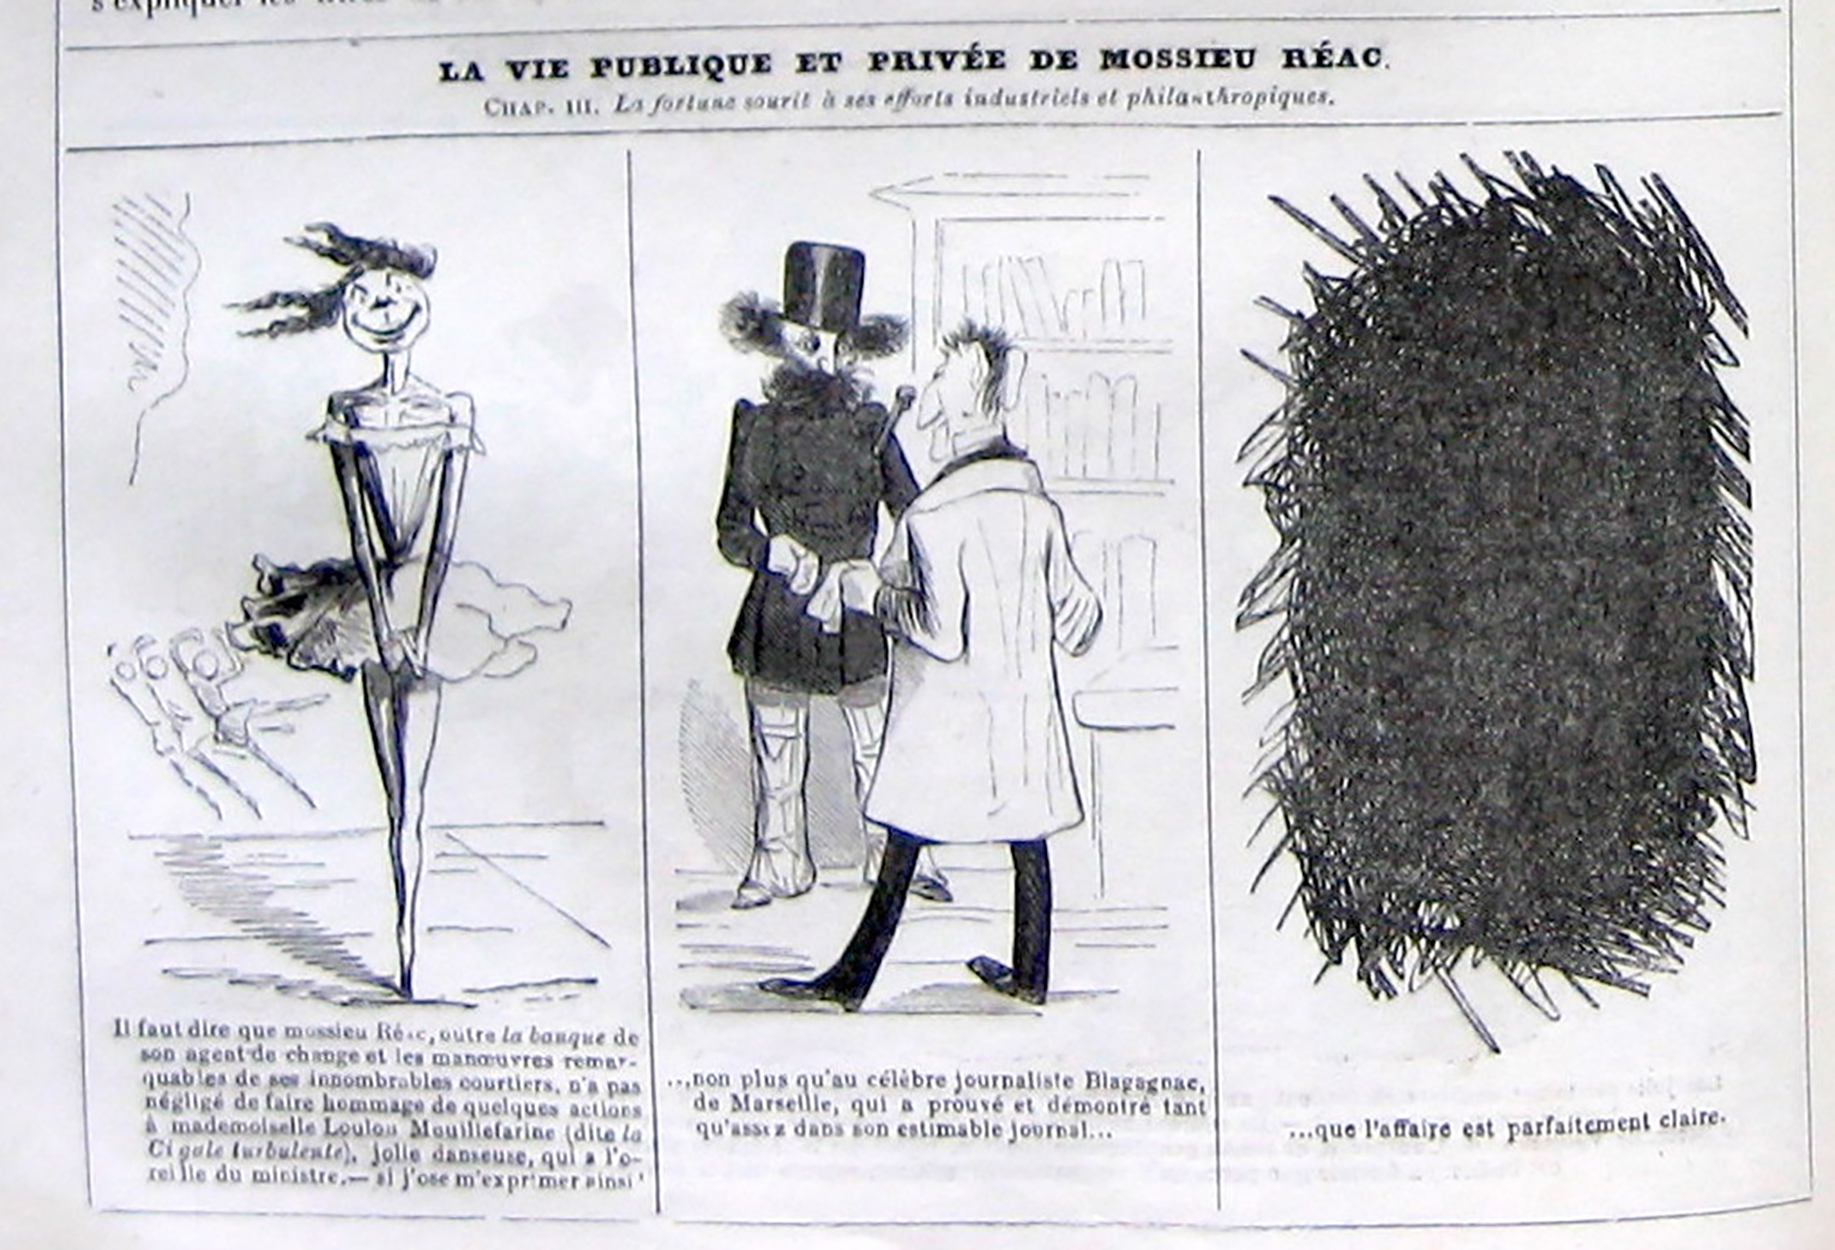 s'expliquer les
LA VIE PUBLIQUE ET PRIVÉE DE MOSSIEU RÉAC.
CHAP. III. La fortune sourit à ses efforts industriels et philanthropiques.
Il faut dire que mossieu Réac, outre la banque de
son agent de change et les manœuvres remar-
quables de ses innombrables courtiers, n'a pas
négligé de faire hommage de quelques actions
à mademoiselle Loulou Mouillefarine (dite la
Cigale turbulente), jolie danseuse, qui a l'o-
reille du ministre.— si j'ose m'exprimer ainsi
...non plus qu'au célèbre journaliste Blagagnac,
de Marseille, qui a prouvé et démontré tant
qu'assez dans son estimable journal...
...que l'affaire est parfaitement claire.